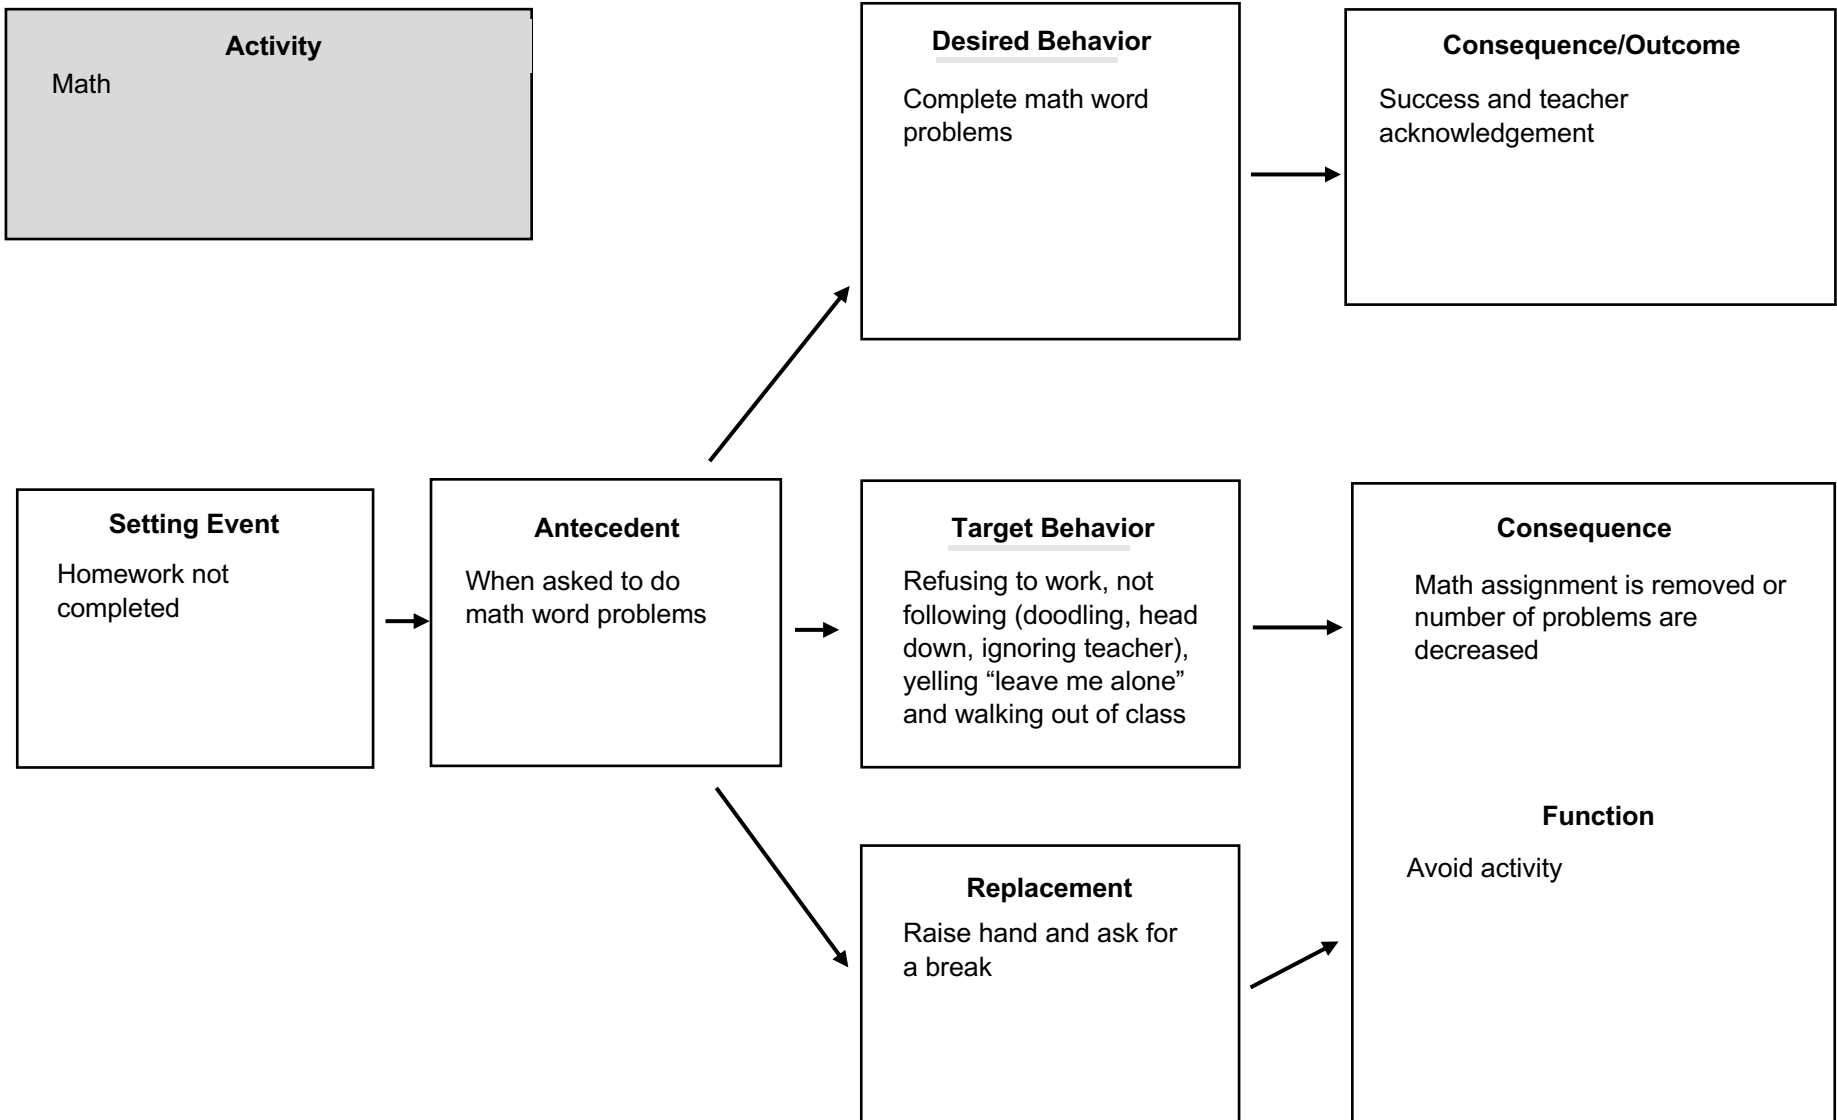 Activity
Math
Desired Behavior
Complete math word
problems
Consequence/Outcome
Success and teacher
acknowledgement
Setting Event
Homework not
completed
Antecedent
When asked to do
math word problems
Target Behavior
Refusing to work, not
following (doodling, head
down, ignoring teacher),
yelling “leave me alone”
and walking out of class
Consequence
Math assignment is removed or
number of problems are
decreased
Function
Avoid activity
Replacement
Raise hand and ask for
a break